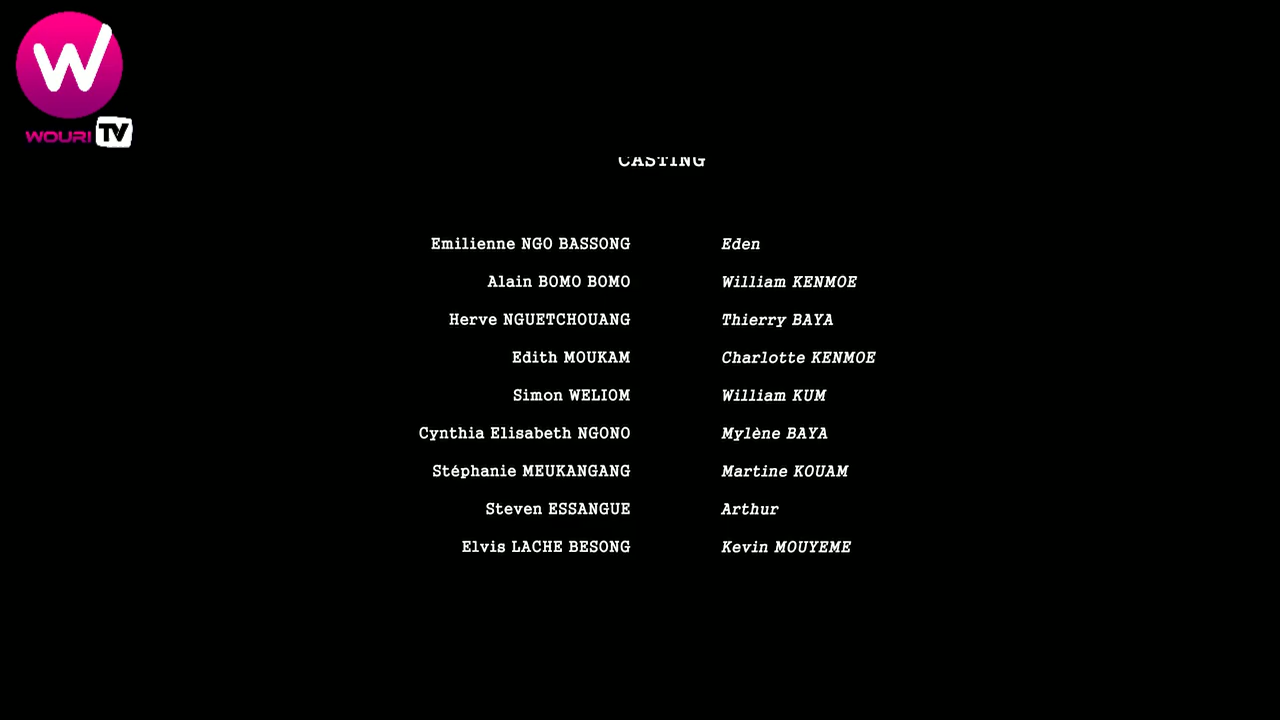 W
WOURI TV
CASTING
Emilienne NGO BASSONG Eden
Alain BOMO BOMO William KENMOE
Herve NGUETCHOUANG Thierry BAYA
Edith MOUKAM Charlotte KENMOE
Simon WELIOM William KUM
Cynthia Elisabeth NGONO Mylène BAYA
Stéphanie MEUKANGANG Martine KOUAM
Steven ESSANGUE Arthur
Elvis LACHE BESONG Kevin MOUYEME